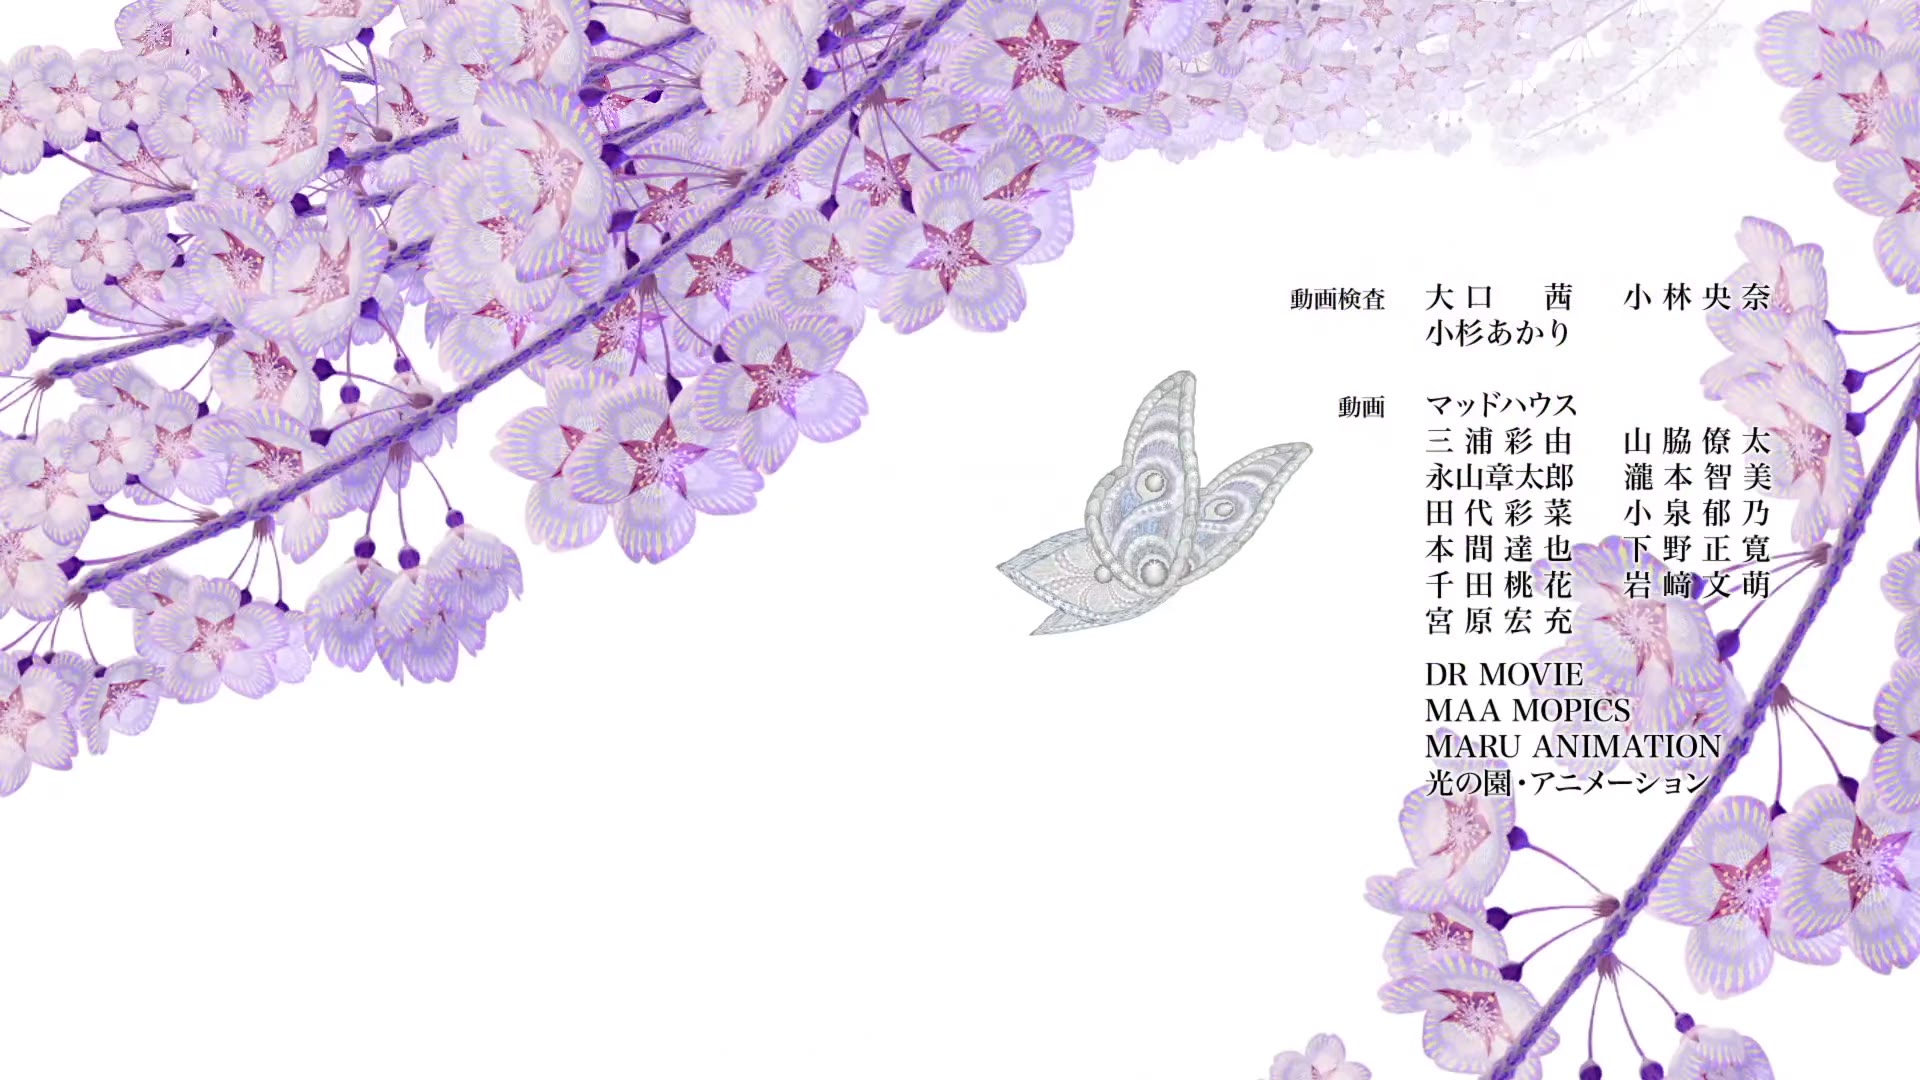 動画検査 大口 茜 小林央奈
小杉あかり
動画 マッドハウス
三浦彩由 山脇僚太
永山章太郎 瀧本智美
田代彩菜 小泉郁乃
本間達也 下野正寛
千田桃花 岩﨑文萌
宮原宏充
DR MOVIE
MAA MOPICS
MARU ANIMATION
光の園・アニメーション